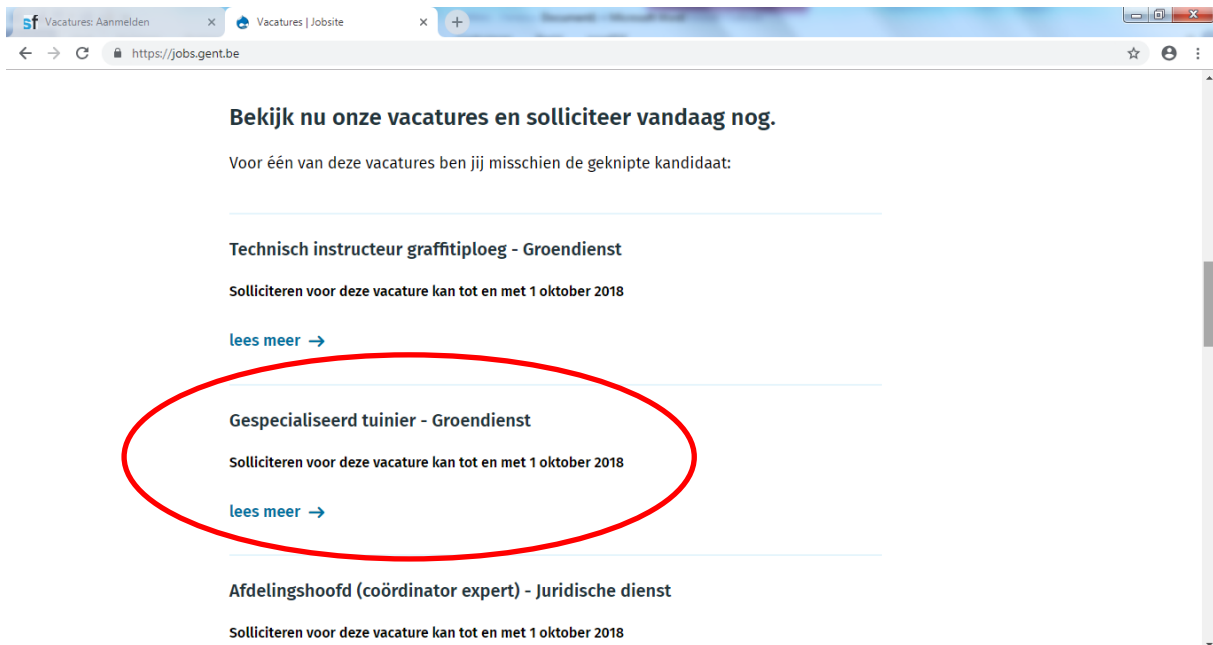 sf Vacatures: Aanmelden
Vacatures | Jobsite
https://jobs.gent.be
Bekijk nu onze vacatures en solliciteer vandaag nog.
Voor één van deze vacatures ben jij misschien de geknipte kandidaat:
Technisch instructeur graffitiploeg - Groendienst
Solliciteren voor deze vacature kan tot en met 1 oktober 2018
lees meer →
Gespecialiseerd tuinier - Groendienst
Solliciteren voor deze vacature kan tot en met 1 oktober 2018
lees meer →
Afdelingshoofd (coördinator expert) - Juridische dienst
Solliciteren voor deze vacature kan tot en met 1 oktober 2018